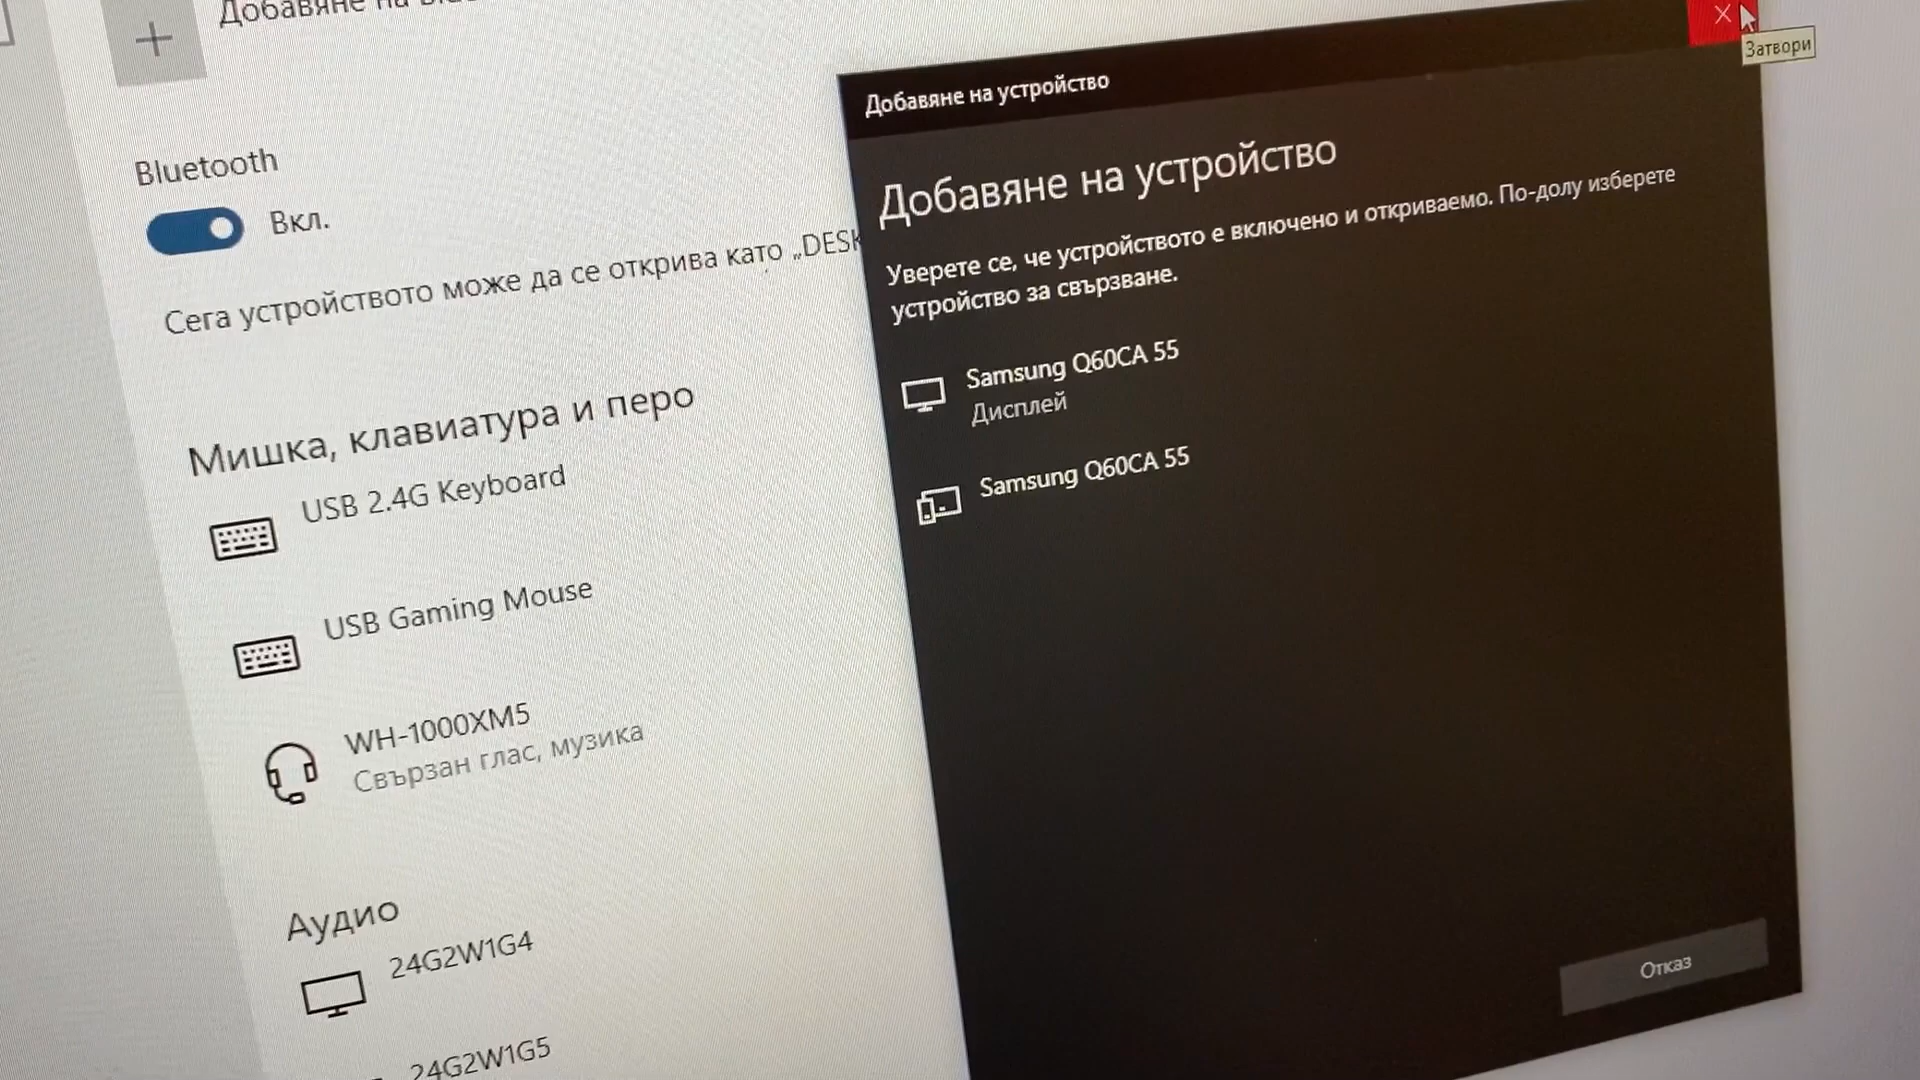 Добавяне на
Bluetooth
Вкл.
Сега устройството може да се открива като „DESK
Мишка, клавиатура и перо
USB 2.4G Keyboard
USB Gaming Mouse
WH-1000XM5
Свързан глас, музика
Аудио
24G2W1G4
24G2W1G5
Затвори
Добавяне на устройство
Добавяне на устройство
Уверете се, че устройството е включено и откриваемо. По-долу изберете
устройство за свързване.
Samsung Q60CA 55
Дисплей
Samsung Q60CA 55
Отказ